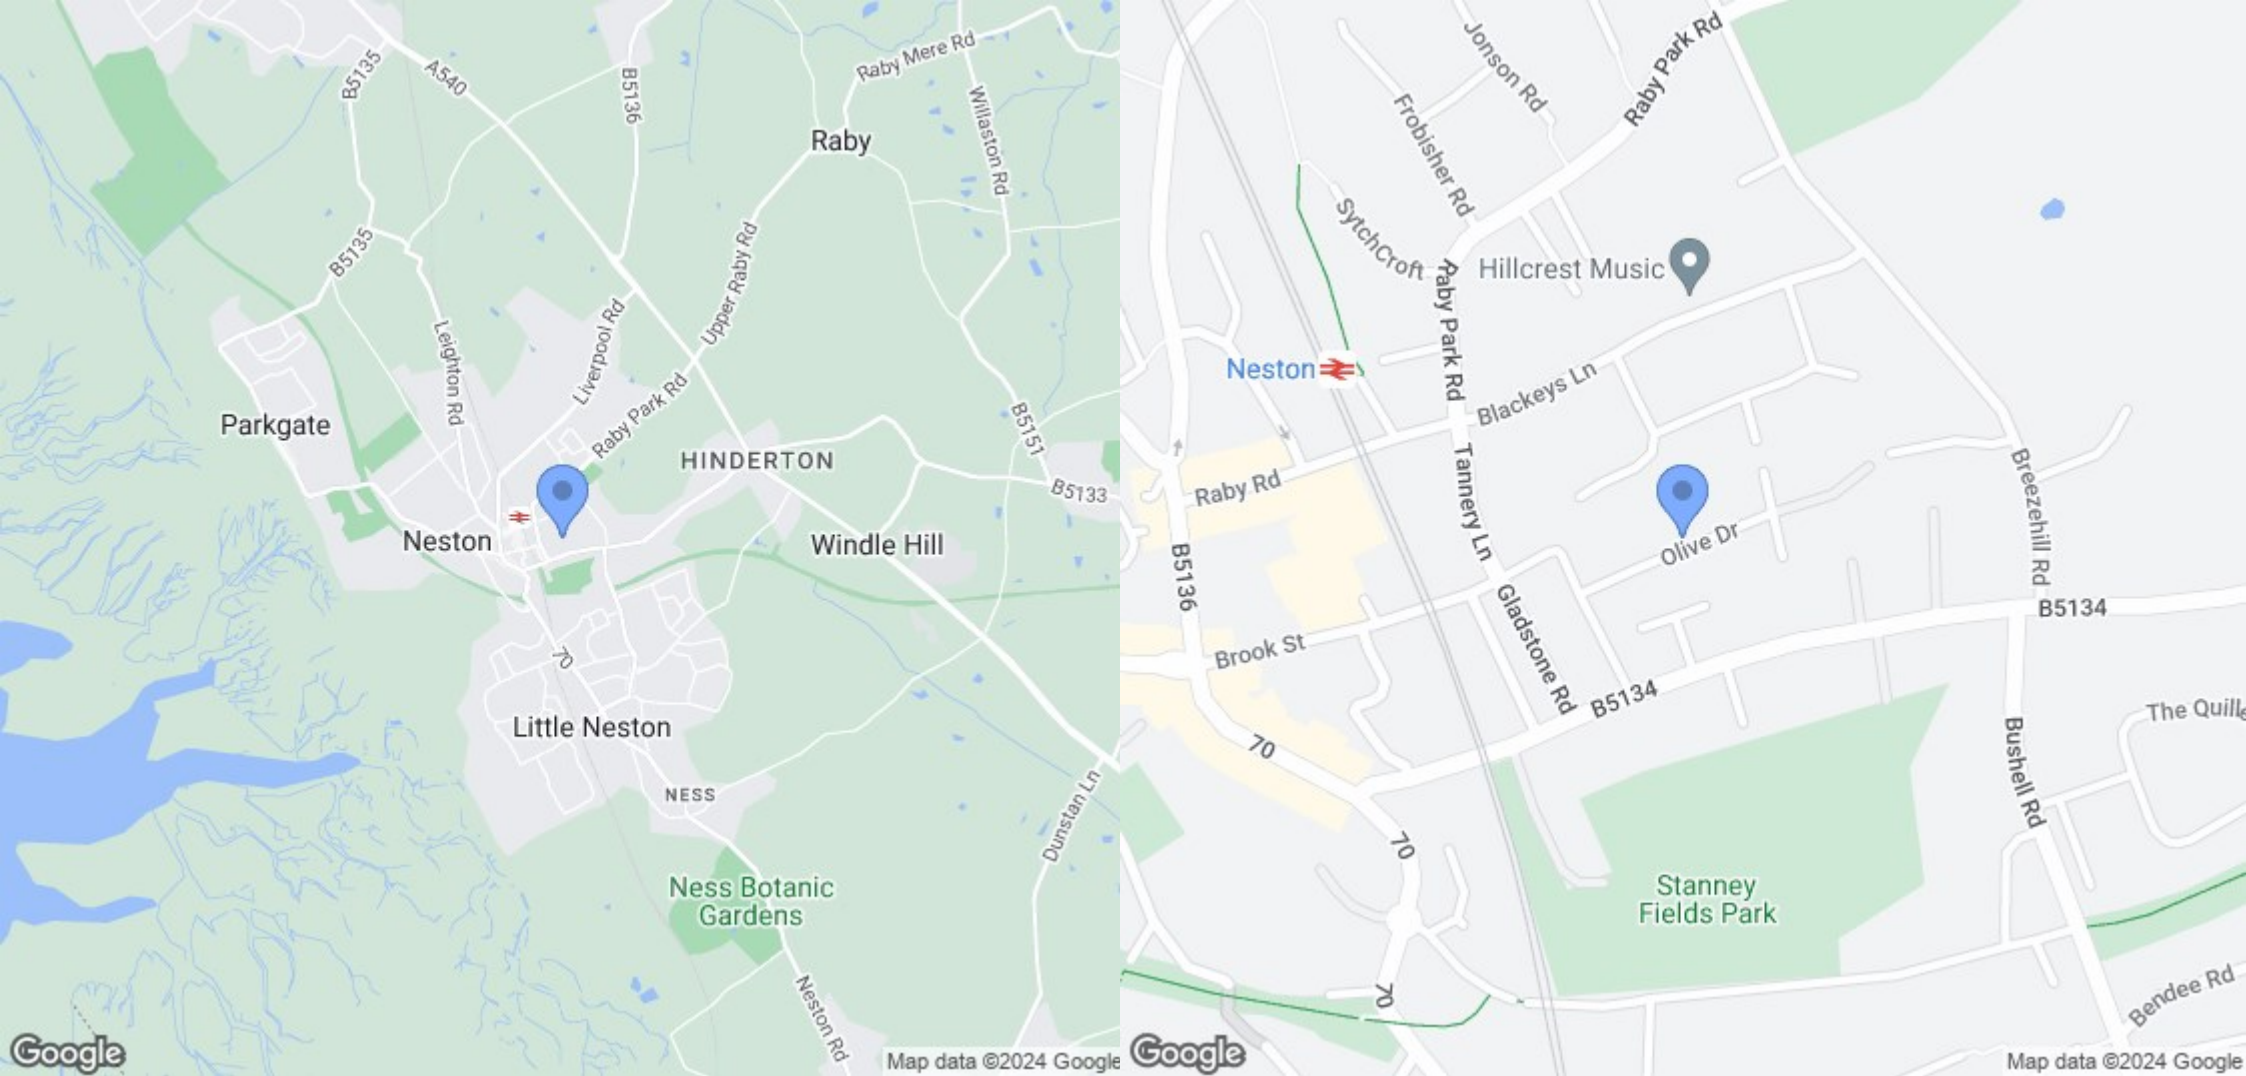 B5135
A540
B5136
Raby Mere Rd
Willaston Rd
Raby
B5135
Upper Raby Rd
Liverpool Rd
Leighton Rd
Raby Park Rd
Parkgate
HINDERTON
B5151
B5133
Neston
Windle Hill
70
Little Neston
NESS
Dunstan Ln
Ness Botanic
Gardens
Neston Rd
Google
Map data ©2024 Google
Jonson Rd
Raby Park Rd
Frobisher Rd
SytchCroft
Hillcrest Music
Raby Park Rd
Neston
Blackeys Ln
Raby Rd
Tannery Ln
Breezehill Rd
Olive Dr
B5136
Gladstone Rd
B5134
Brook St
B5134
The Quille
70
Bushell Rd
70
Stanney
Fields Park
70
Bendee Rd
Google
Map data ©2024 Google